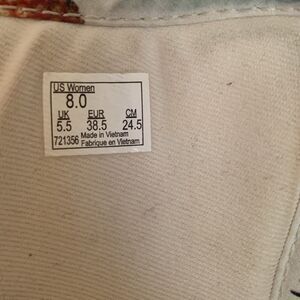 US Women
8.0
UK EUR CM
5.5 38.5 24.5
721356 Made in Vietnam
Fabrique en Vietnam